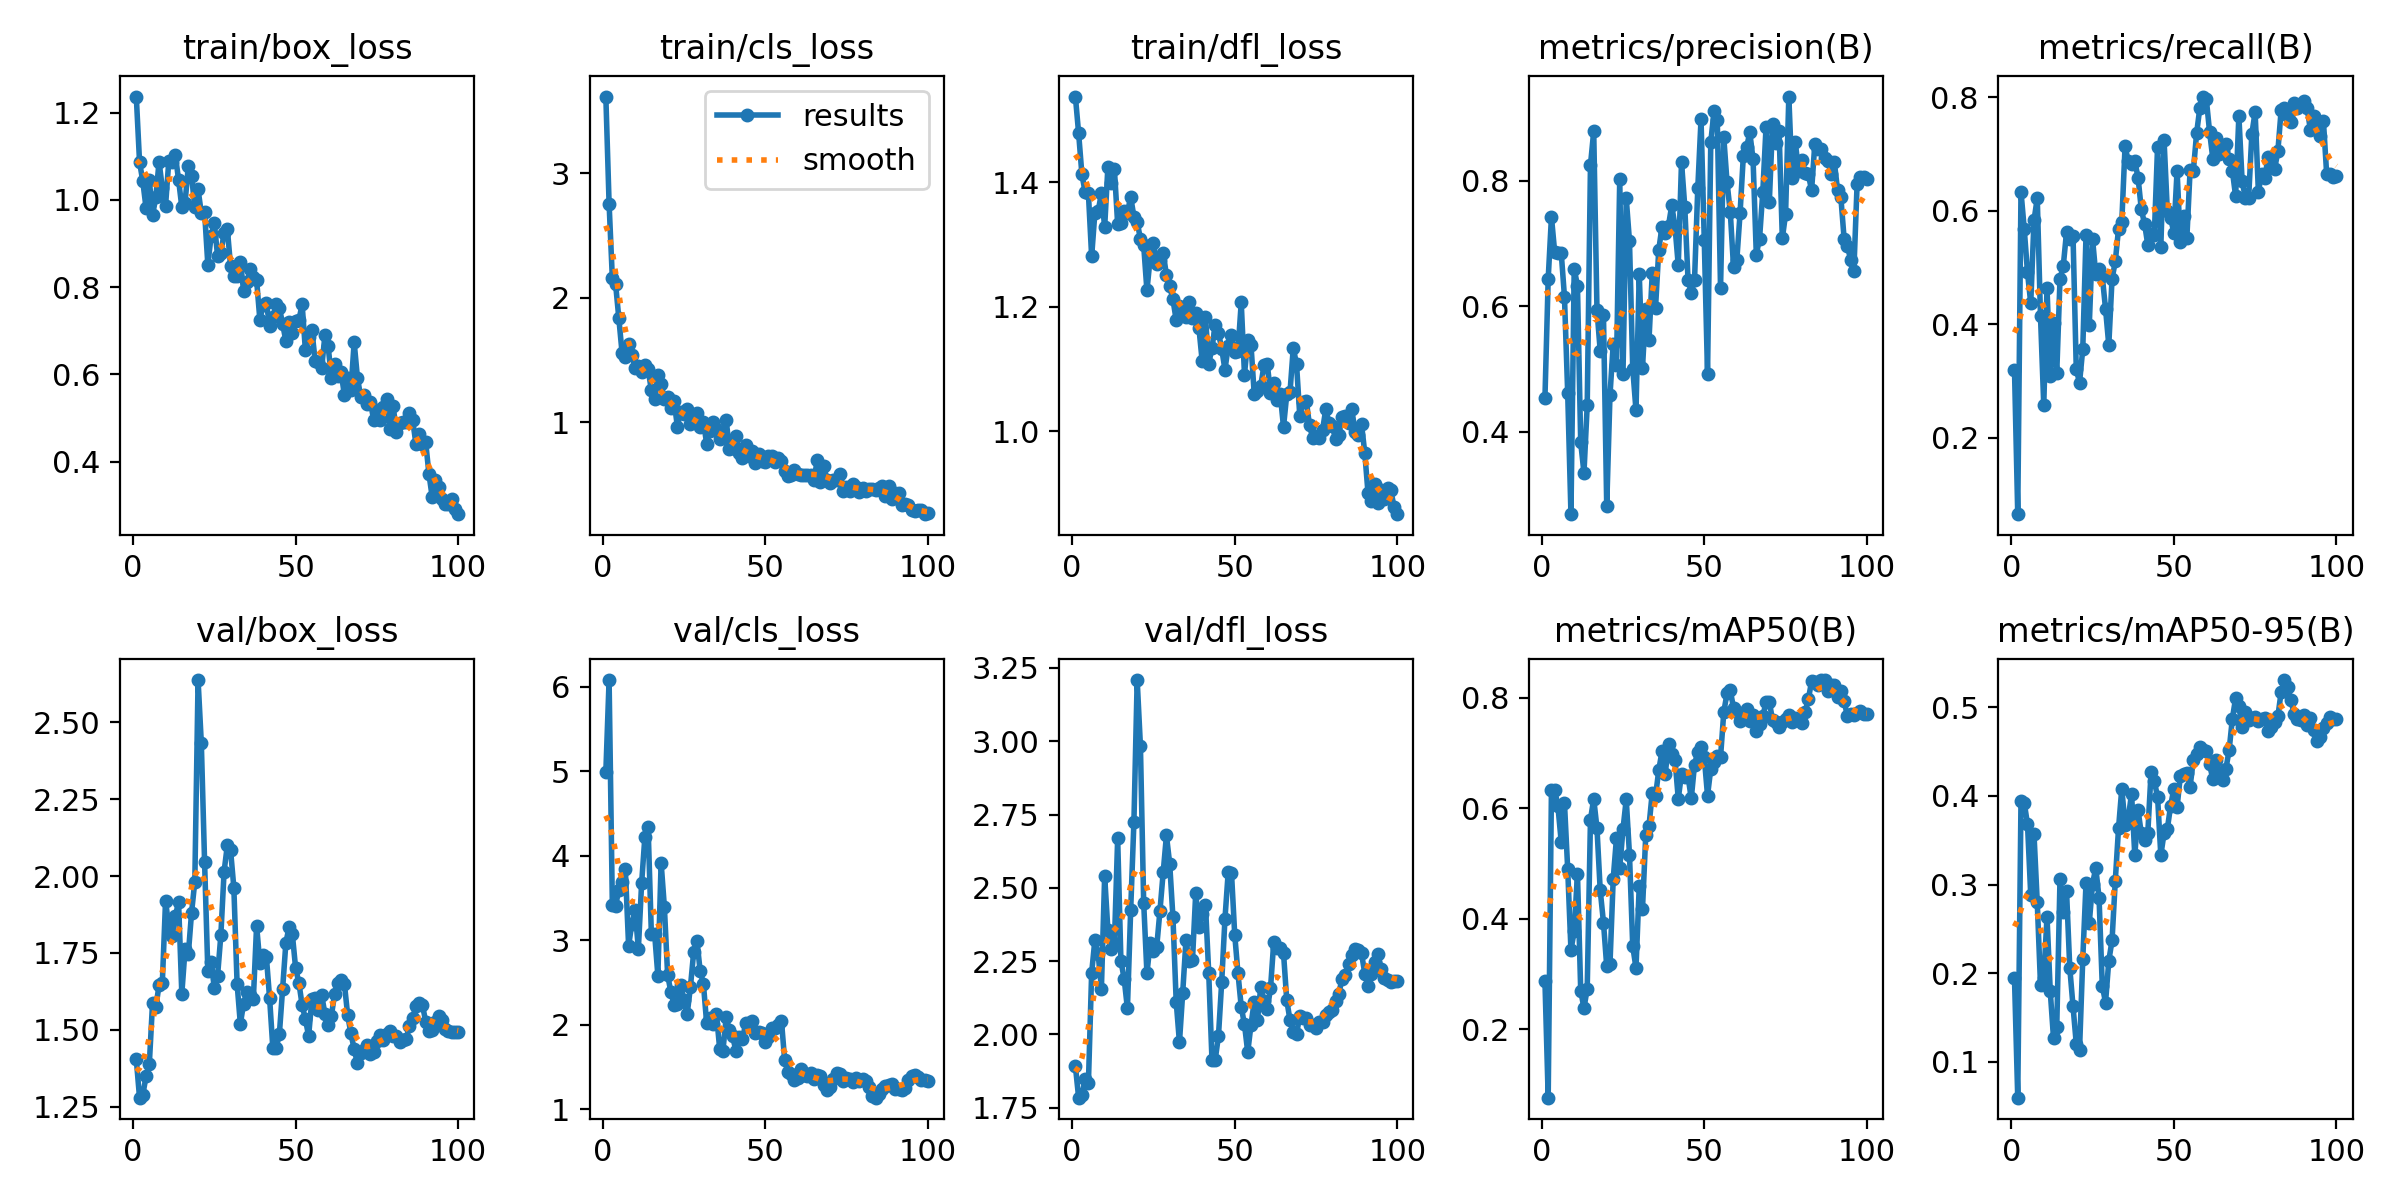 train/box_loss
1.2
1.0
0.8
0.6
0.4
0 50 100
train/cls_loss
results
smooth
3
2
1
0 50 100
train/dfl_loss
1.4
1.2
1.0
0 50 100
metrics/precision(B)
0.8
0.6
0.4
0 50 100
metrics/recall(B)
0.8
0.6
0.4
0.2
0 50 100
val/box_loss
2.50
2.25
2.00
1.75
1.50
1.25
0 50 100
val/cls_loss
6
5
4
3
2
1
0 50 100
val/dfl_loss
3.25
3.00
2.75
2.50
2.25
2.00
1.75
0 50 100
metrics/mAP50(B)
0.8
0.6
0.4
0.2
0 50 100
metrics/mAP50-95(B)
0.5
0.4
0.3
0.2
0.1
0 50 100